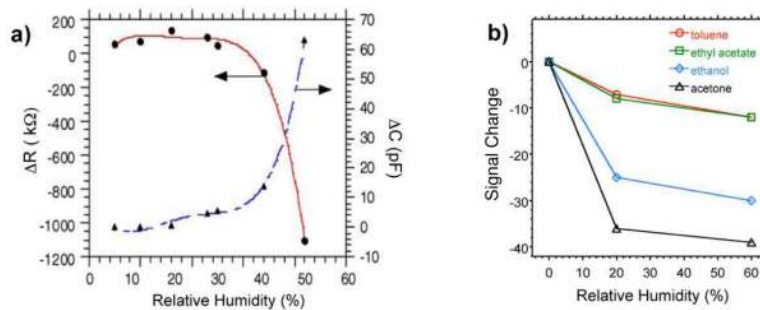 a)
200
0
-200
-400
-600
-800
-1000
-1200
ΔR ( kΩ)
0 10 20 30 40 50 60
Relative Humidity (%)
70
60
50
40
30
20
10
0
-10
ΔC (pF)
b)
toluene
ethyl acetate
ethanol
acetone
0
-10
-20
-30
-40
Signal Change
0 10 20 30 40 50 60
Relative Humidity (%)